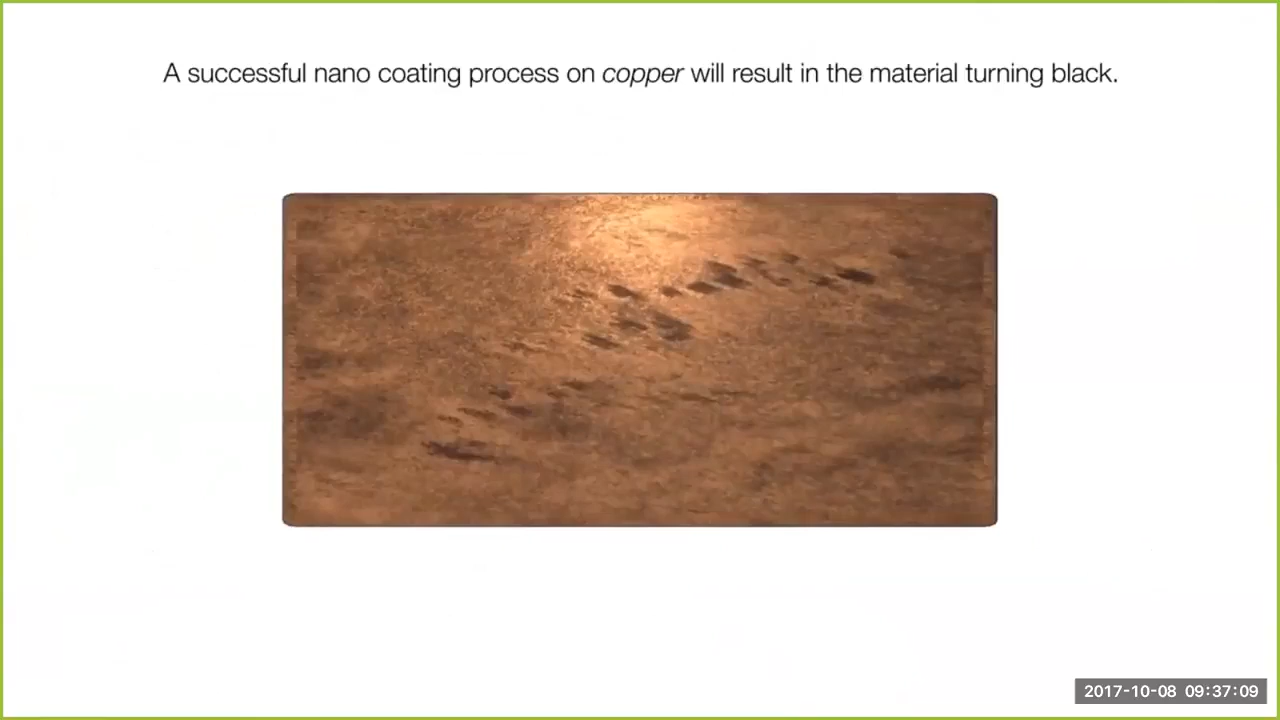 A successful nano coating process on copper will result in the material turning black.
2017-10-08 09:37:09